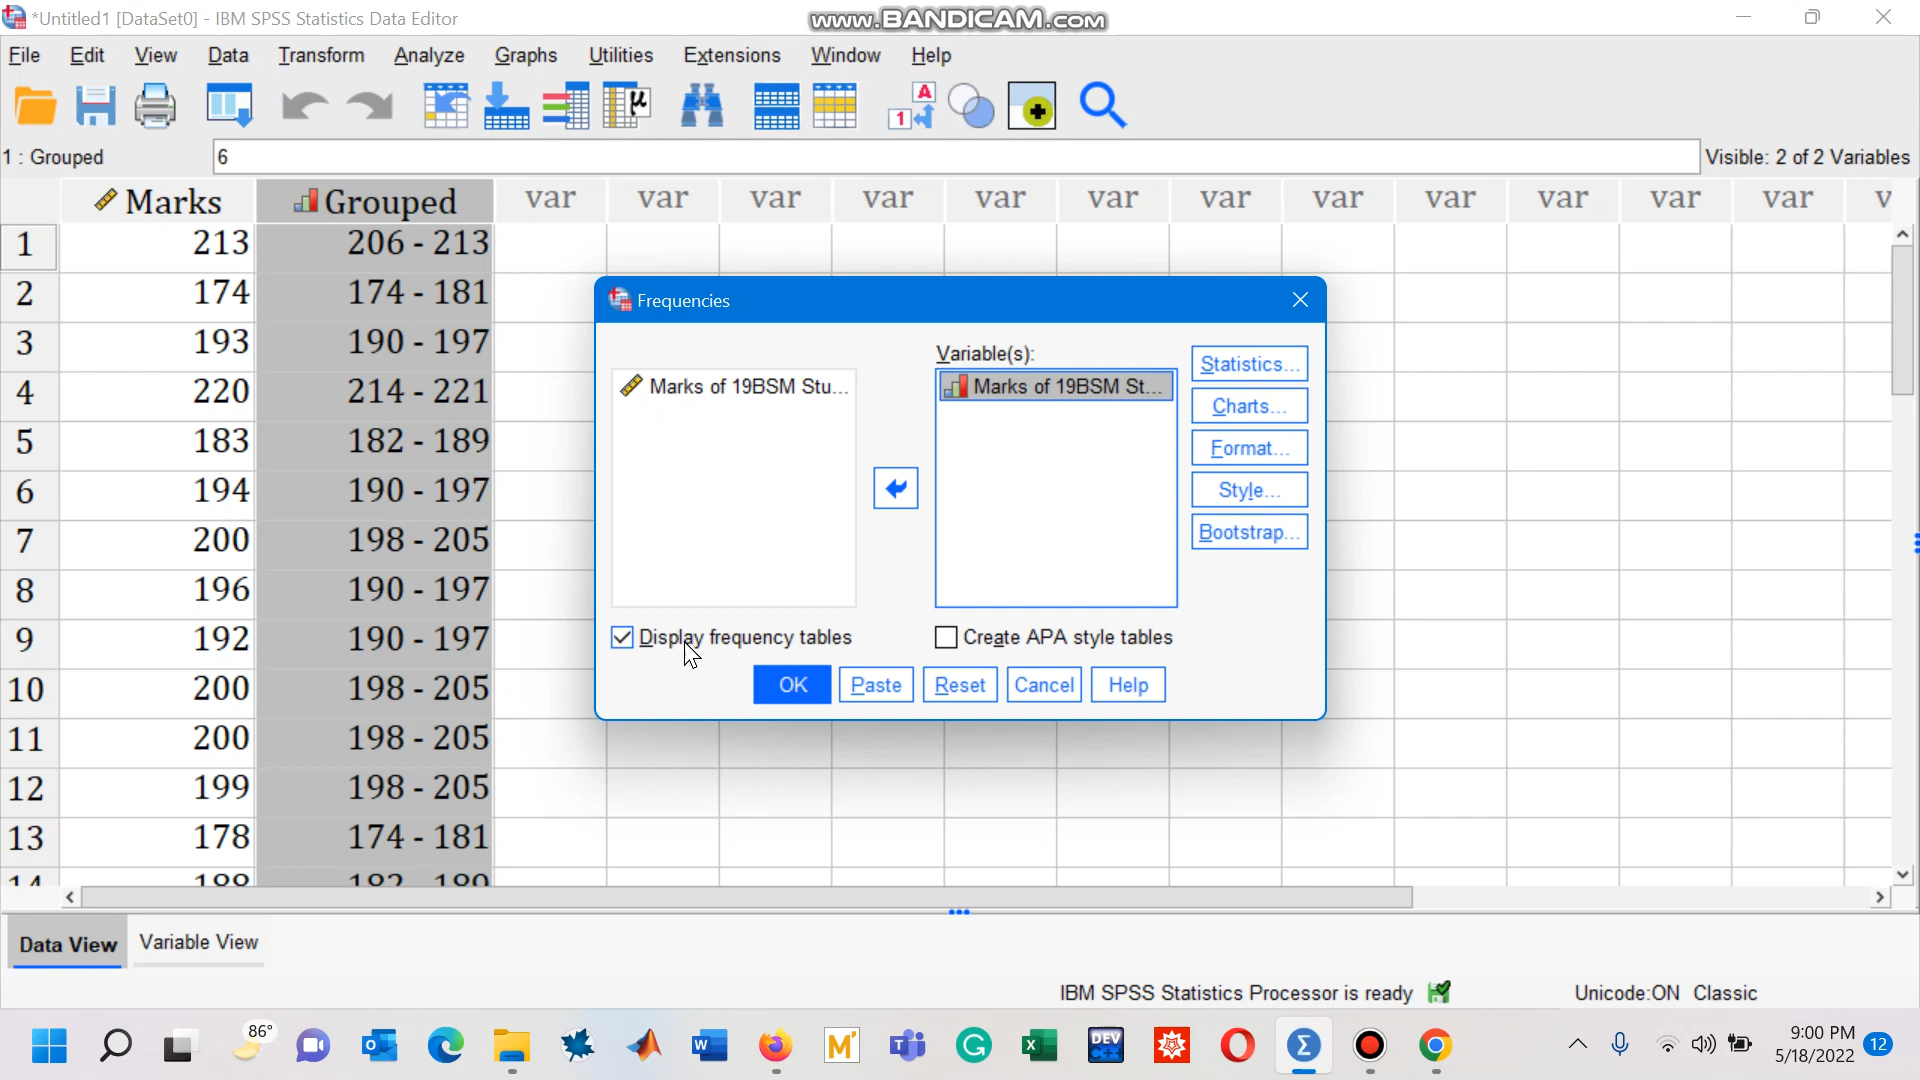 *Untitled1 [DataSet0] - IBM SPSS Statistics Data Editor
www.BANDICAM.com
File Edit View Data Transform Analyze Graphs Utilities Extensions Window Help
1 : Grouped 6 Visible: 2 of 2 Variables
Marks Grouped var var var var var var var var var var var var v
1 213 206 - 213
2 174 174 - 181
3 193 190 - 197
4 220 214 - 221
5 183 182 - 189
6 194 190 - 197
7 200 198 - 205
8 196 190 - 197
9 192 190 - 197
10 200 198 - 205
11 200 198 - 205
12 199 198 - 205
13 178 174 - 181
14 188 182 - 189
Frequencies
Variable(s):
Marks of 19BSM Stu...
Marks of 19BSM St...
Statistics...
Charts...
Format...
Style...
Bootstrap...
Display frequency tables
Create APA style tables
OK Paste Reset Cancel Help
Data View Variable View
IBM SPSS Statistics Processor is ready Unicode:ON Classic
86°
9:00 PM
5/18/2022
12